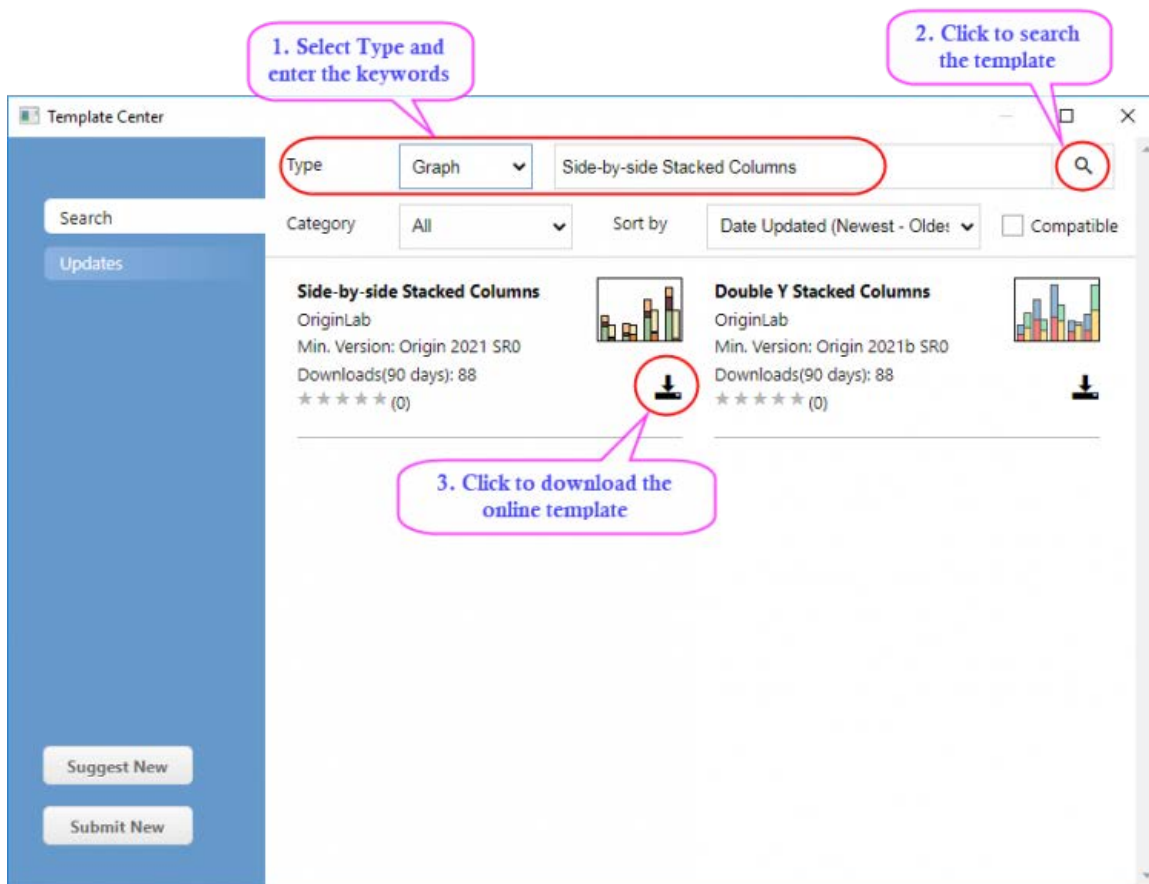 1. Select Type and
enter the keywords
2. Click to search
the template
Template Center
Type
Graph
Side-by-side Stacked Columns
Search
Category
All
Sort by
Date Updated (Newest - Oldes
Compatible
Updates
Side-by-side Stacked Columns
OriginLab
Min. Version: Origin 2021 SR0
Downloads(90 days): 88
(0)
Double Y Stacked Columns
OriginLab
Min. Version: Origin 2021b SR0
Downloads(90 days): 88
(0)
3. Click to download the
online template
Suggest New
Submit New